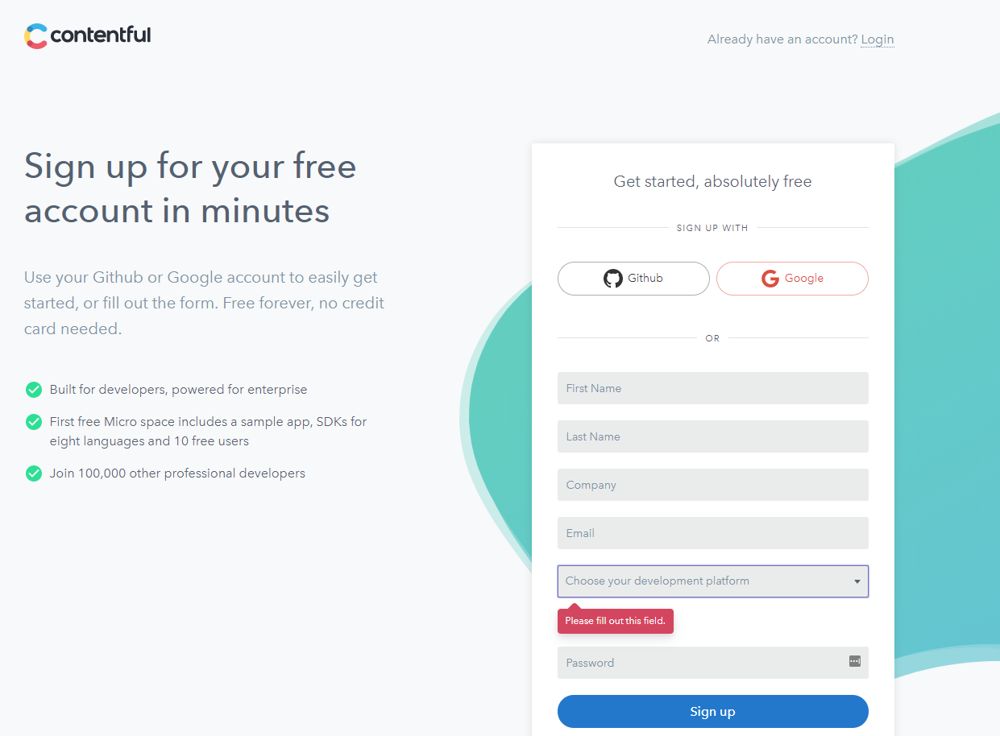 contentful
Already have an account? Login
Sign up for your free
account in minutes
Use your Github or Google account to easily get
started, or fill out the form. Free forever, no credit
card needed.
Built for developers, powered for enterprise
First free Micro space includes a sample app, SDKs for
eight languages and 10 free users
Join 100,000 other professional developers
Get started, absolutely free
SIGN UP WITH
Github
Google
OR
First Name
Last Name
Company
Email
Choose your development platform
Please fill out this field.
Password
Sign up